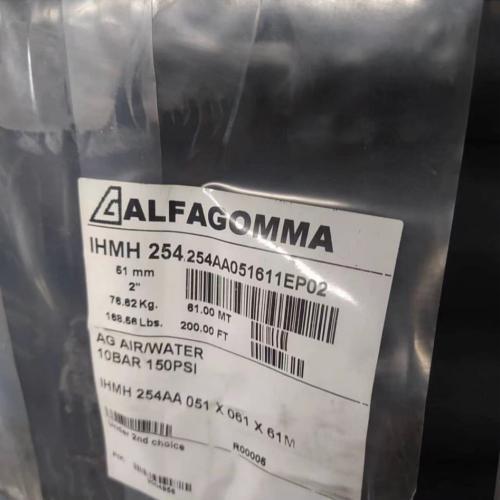 ALFAGOMMA
IHMH 254.254AA051611EP02
51 mm
2"
76.62 Kg. 61.00 MT
168.56 Lbs. 200.00 FT
AG AIR/WATER
10BAR 150PSI
IHMH 254AA 051 X 061 X 61M
Under 2nd choice
R00006